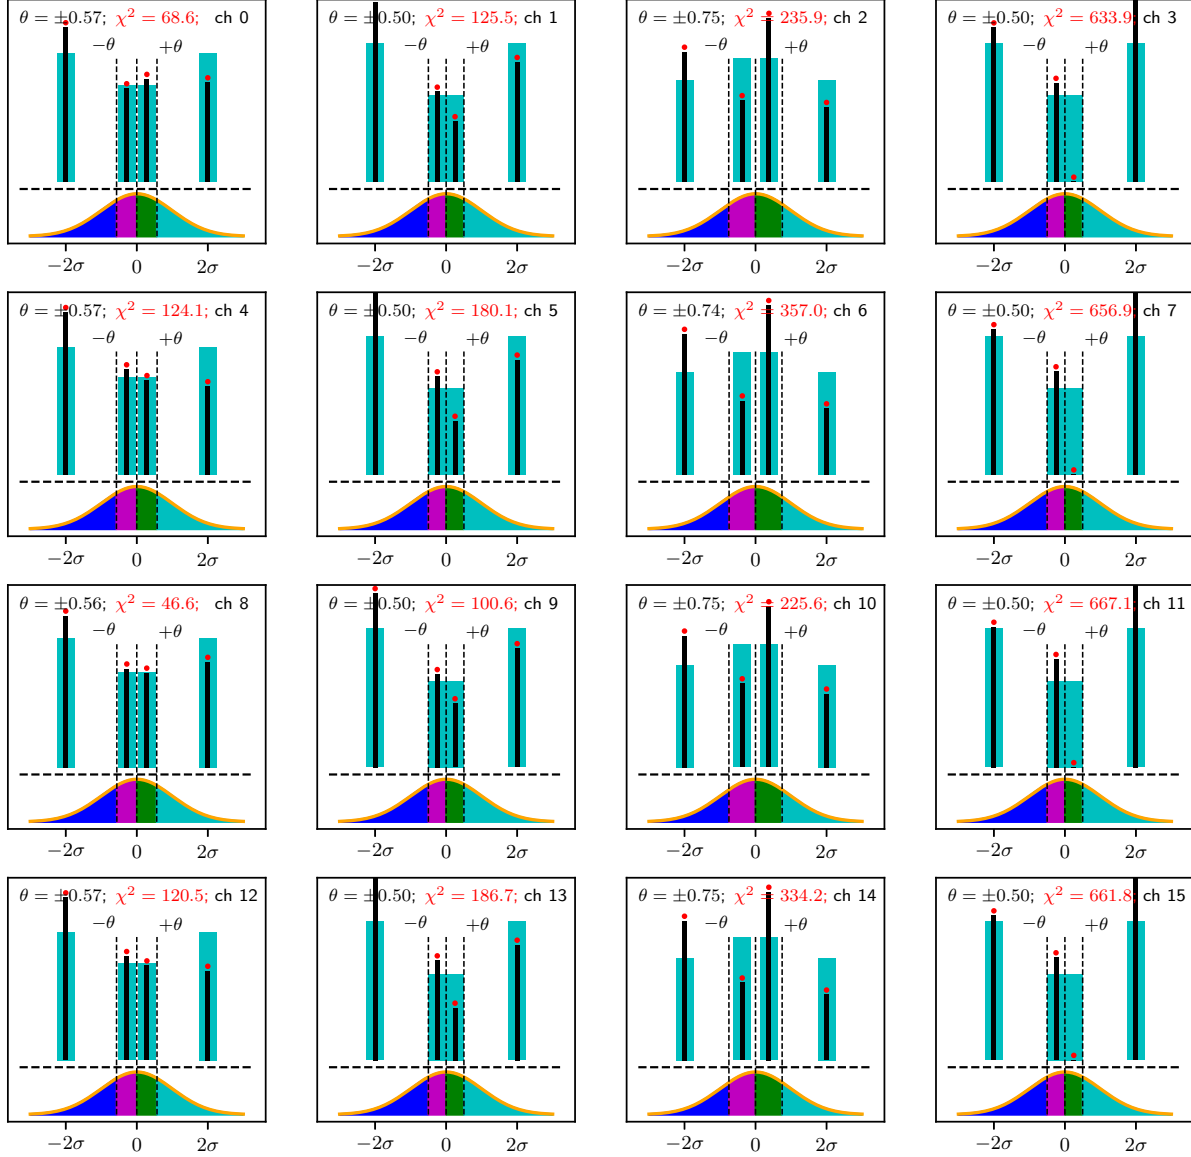 θ = ±0.57; χ² = 68.6; ch 0
−θ +θ
−2σ 0 2σ
θ = ±0.50; χ² = 125.5; ch 1
−θ +θ
−2σ 0 2σ
θ = ±0.75; χ² = 235.9; ch 2
−θ +θ
−2σ 0 2σ
θ = ±0.50; χ² = 633.9; ch 3
−θ +θ
−2σ 0 2σ
θ = ±0.57; χ² = 124.1; ch 4
−θ +θ
−2σ 0 2σ
θ = ±0.50; χ² = 180.1; ch 5
−θ +θ
−2σ 0 2σ
θ = ±0.74; χ² = 357.0; ch 6
−θ +θ
−2σ 0 2σ
θ = ±0.50; χ² = 656.9; ch 7
−θ +θ
−2σ 0 2σ
θ = ±0.56; χ² = 46.6; ch 8
−θ +θ
−2σ 0 2σ
θ = ±0.50; χ² = 100.6; ch 9
−θ +θ
−2σ 0 2σ
θ = ±0.75; χ² = 225.6; ch 10
−θ +θ
−2σ 0 2σ
θ = ±0.50; χ² = 667.1; ch 11
−θ +θ
−2σ 0 2σ
θ = ±0.57; χ² = 120.5; ch 12
−θ +θ
−2σ 0 2σ
θ = ±0.50; χ² = 186.7; ch 13
−θ +θ
−2σ 0 2σ
θ = ±0.75; χ² = 334.2; ch 14
−θ +θ
−2σ 0 2σ
θ = ±0.50; χ² = 661.8; ch 15
−θ +θ
−2σ 0 2σ